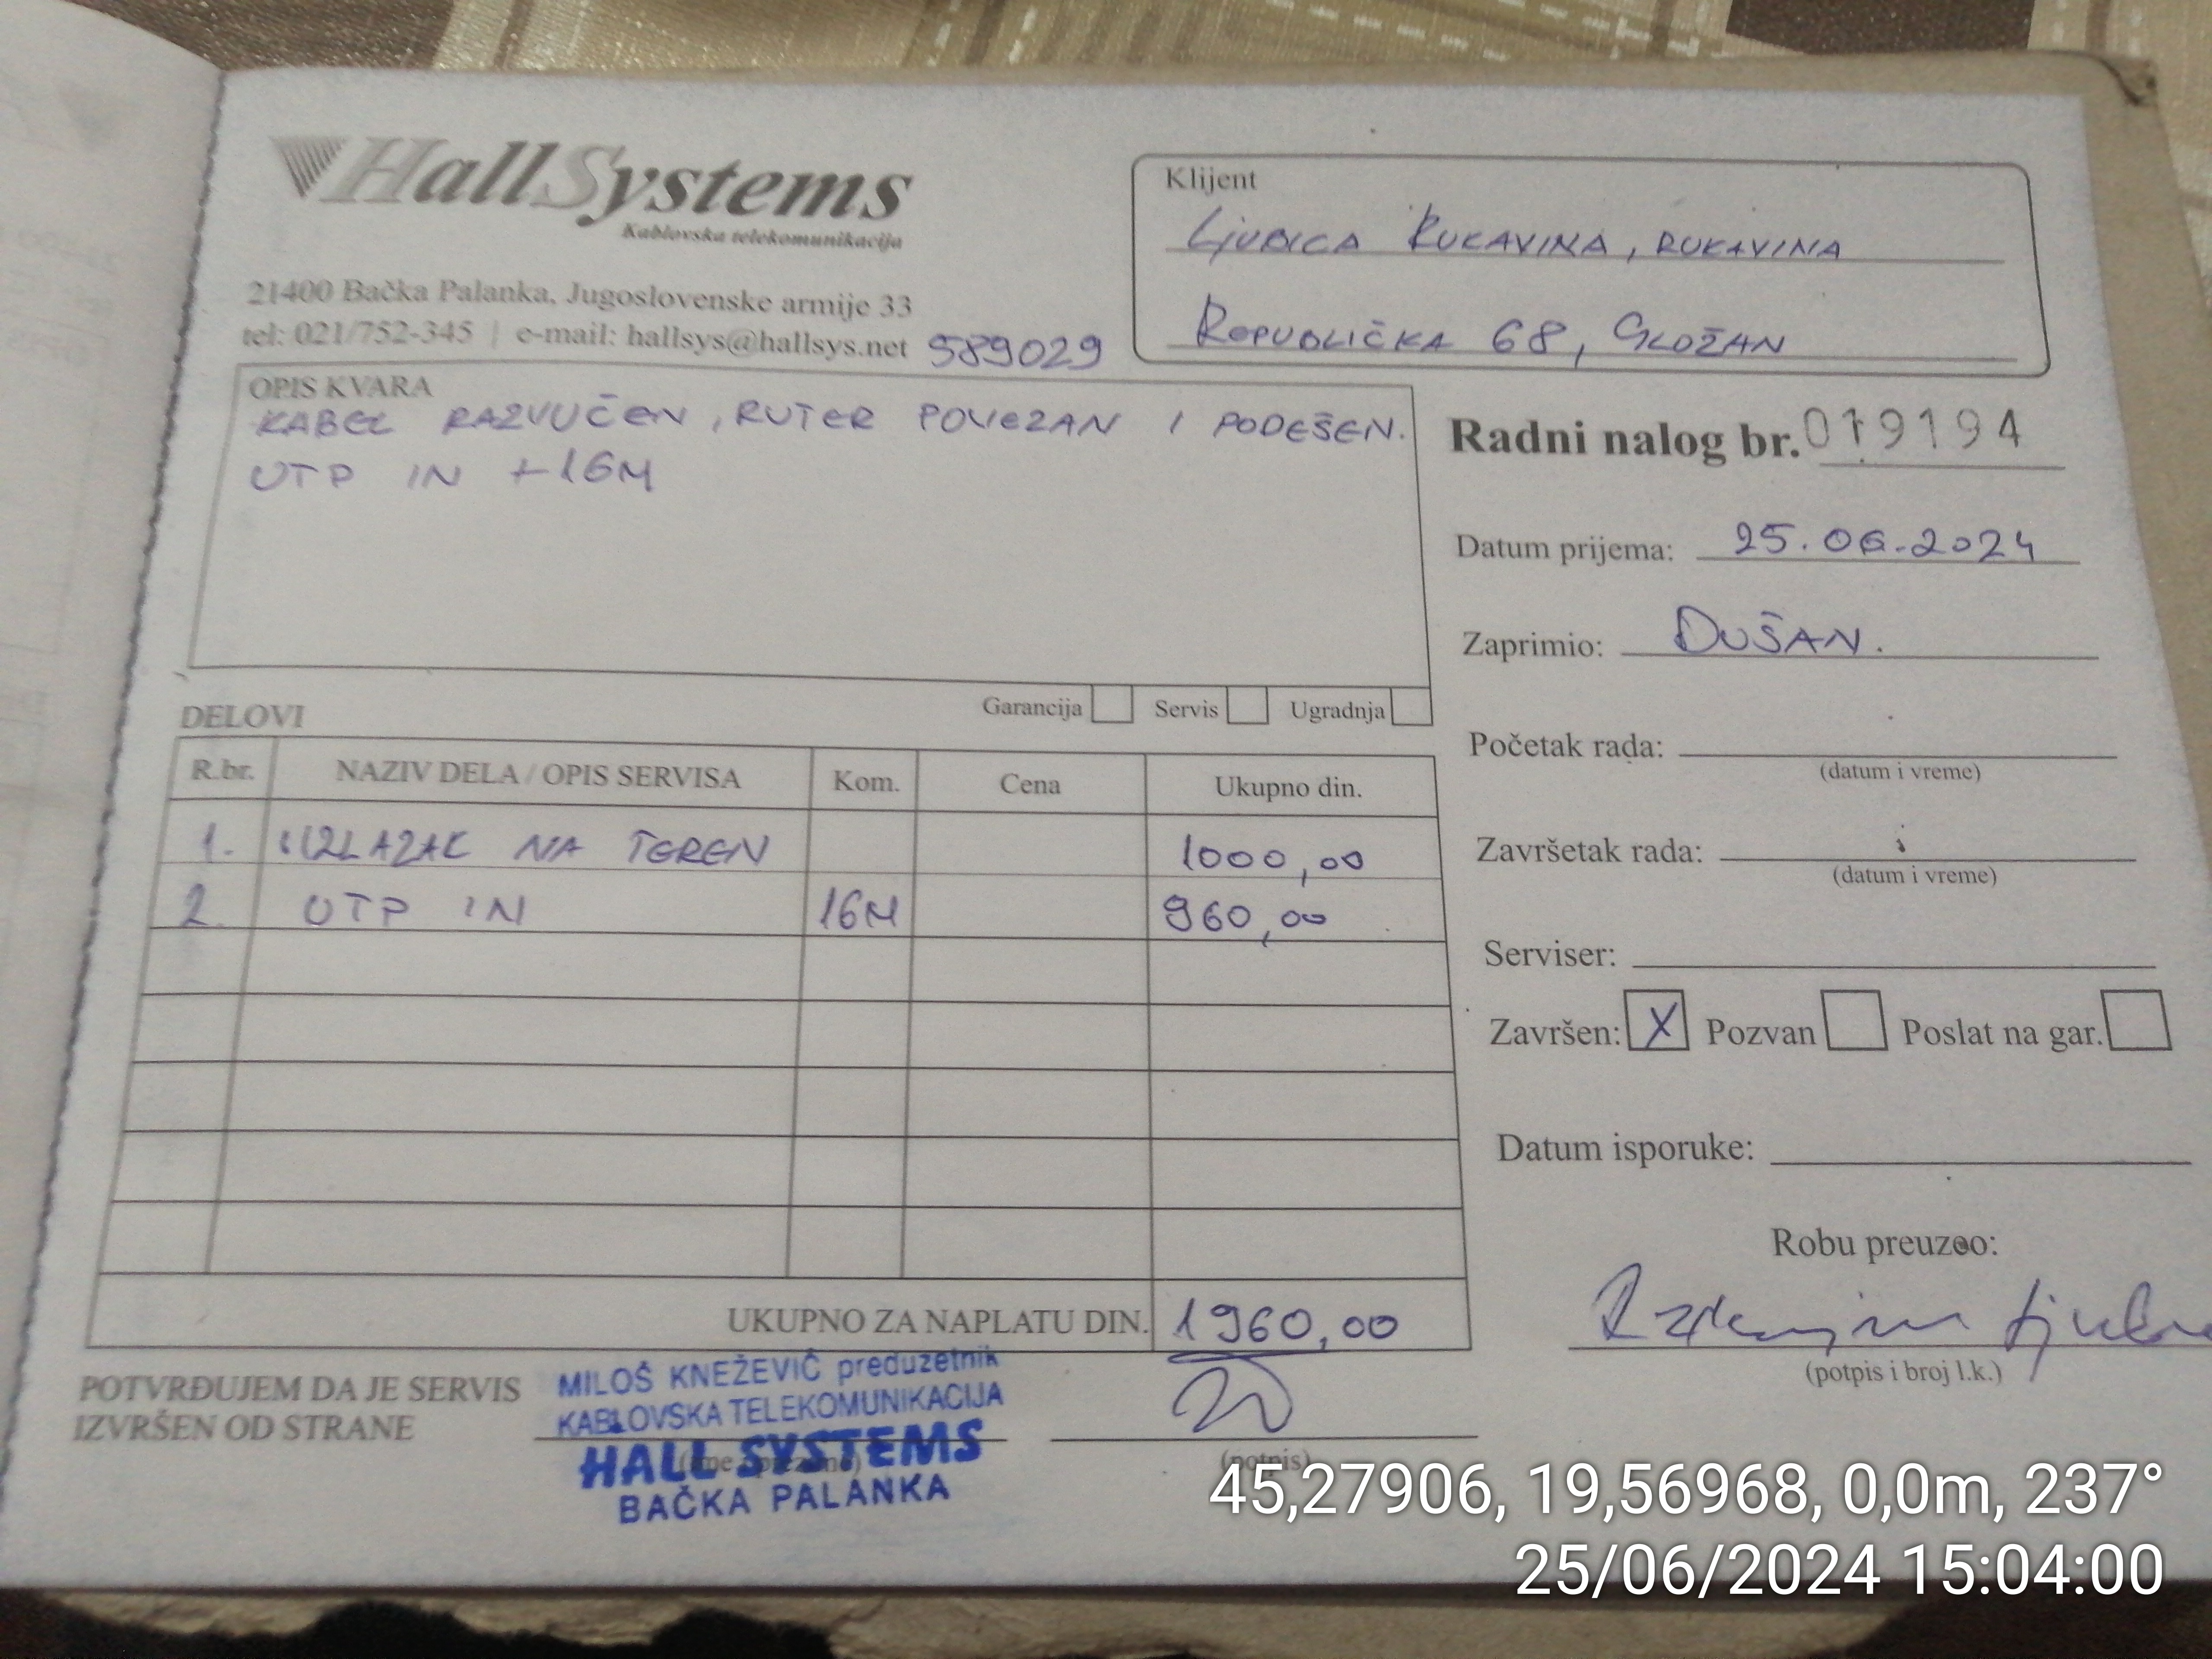 HallSystems
Kablovska telekomunikacija
21400 Bačka Palanka, Jugoslovenske armije 33
tel: 021/752-345 | e-mail: hallsys@hallsys.net 589029
Klijent
LJUBICA RUKAVINA, RUKAVINA
REPUBLIČKA 68, GLOŽAN
OPIS KVARA
KABEL RAZVUČEN, RUTER POVEZAN I PODEŠEN.
UTP IN +16M
Garancija Servis Ugradnja
Radni nalog br. 019194
Datum prijema: 25.06.2024
Zaprimio: DUŠAN.
Početak rada:
(datum i vreme)
Završetak rada:
(datum i vreme)
Serviser:
Završen: X Pozvan Poslat na gar.
Datum isporuke:
Robu preuzeo:
(potpis i broj l.k.)
DELOVI
R.br. NAZIV DELA / OPIS SERVISA Kom. Cena Ukupno din.
1. IZLAZAK NA TEREN 1000,00
2. UTP IN 16M 960,00
UKUPNO ZA NAPLATU DIN. 1960,00
POTVRĐUJEM DA JE SERVIS
IZVRŠEN OD STRANE
MILOŠ KNEŽEVIĆ preduzetnik
KABLOVSKA TELEKOMUNIKACIJA
HALL SYSTEMS
BAČKA PALANKA
(potpis)
45,27906, 19,56968, 0,0m, 237°
25/06/2024 15:04:00